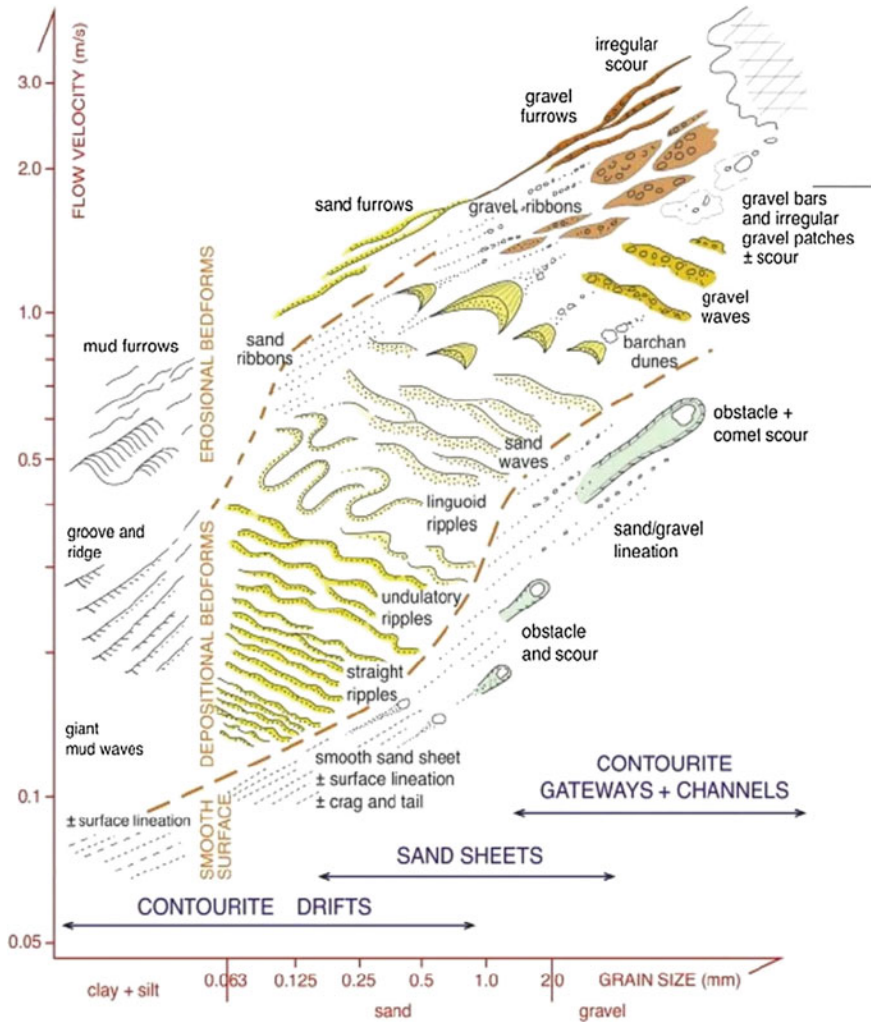 FLOW VELOCITY (m/s)
3.0
2.0
1.0
0.5
0.1
0.05
irregular
scour
gravel
furrows
sand furrows
gravel ribbons
gravel bars
and irregular
gravel patches
± scour
gravel
waves
EROSIONAL BEDFORMS
mud furrows
sand
ribbons
barchan
dunes
obstacle +
comet scour
sand
waves
linguoid
ripples
groove and
ridge
sand/gravel
lineation
DEPOSITIONAL BEDFORMS
undulatory
ripples
obstacle
and scour
straight
ripples
giant
mud waves
smooth sand sheet
± surface lineation
± crag and tail
CONTOURITE
GATEWAYS + CHANNELS
± surface lineation
SMOOTH
SURFACE
SAND SHEETS
CONTOURITE DRIFTS
0.063
0.125
0.25
0.5
1.0
20
GRAIN SIZE (mm)
clay + silt
sand
gravel